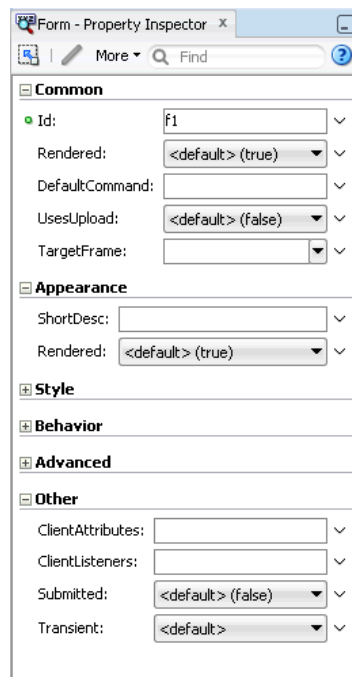 Form - Property Inspector
More Find
Common
Id: f1
Rendered: <default> (true)
DefaultCommand:
UsesUpload: <default> (false)
TargetFrame:
Appearance
ShortDesc:
Rendered: <default> (true)
Style
Behavior
Advanced
Other
ClientAttributes:
ClientListeners:
Submitted: <default> (false)
Transient: <default>